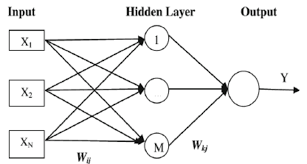 Input Hidden Layer Output
X1 1
X2 Y
XN M
Wij Wkj